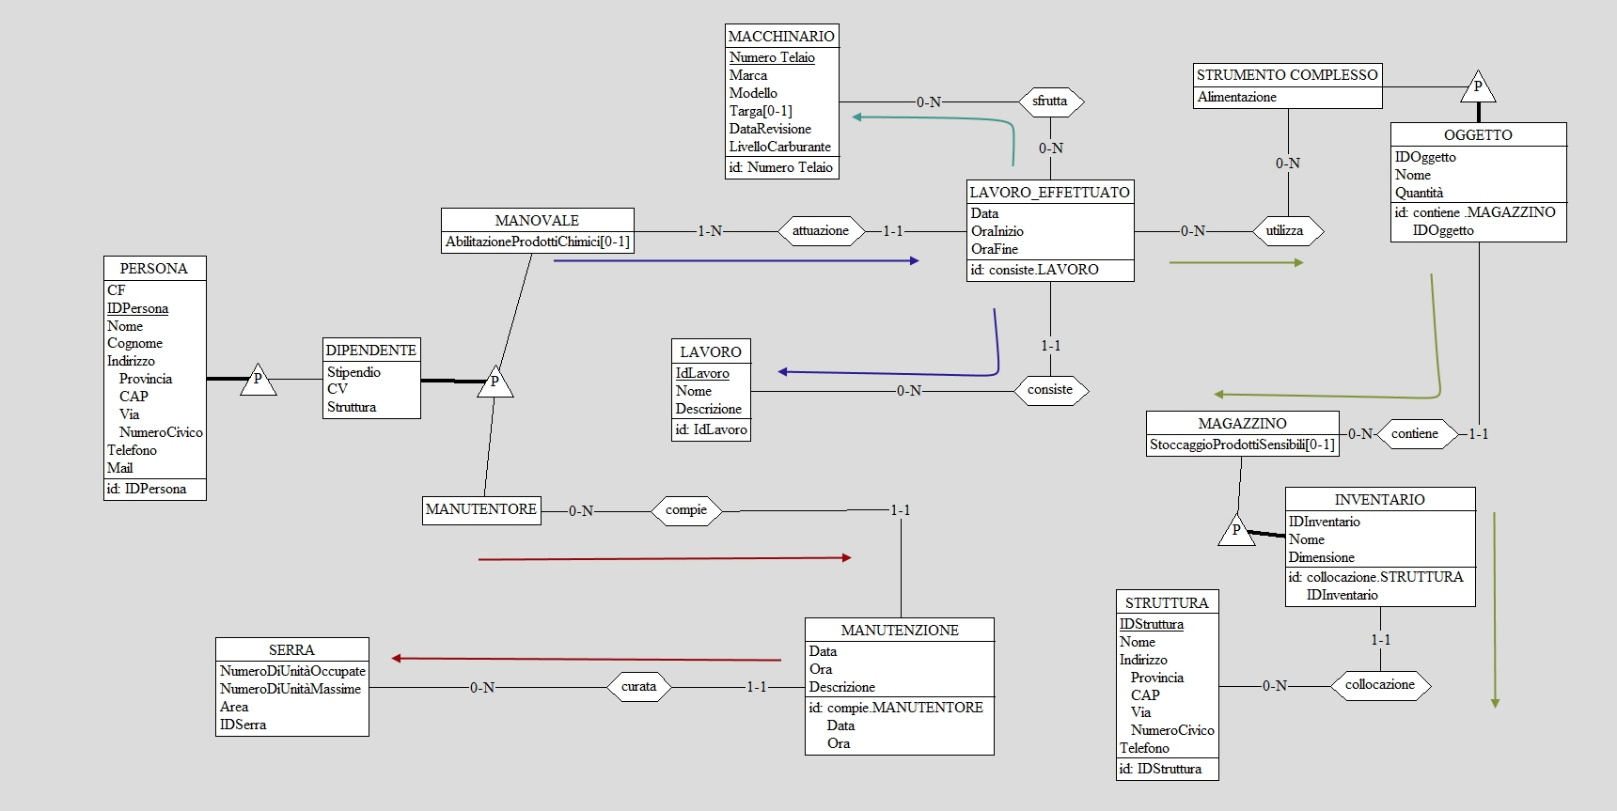 MACCHINARIO
Numero Telaio
Marca
Modello
Targa[0-1]
DataRevisione
LivelloCarburante
id: Numero Telaio
0-N
sfrutta
0-N
STRUMENTO COMPLESSO
Alimentazione
P
0-N
OGGETTO
IDOggetto
Nome
Quantità
id: contiene .MAGAZZINO
IDOggetto
MANOVALE
AbilitazioneProdottiChimici[0-1]
1-N
attuazione
1-1
LAVORO_EFFETTUATO
Data
OraInizio
OraFine
id: consiste.LAVORO
0-N
utilizza
PERSONA
CF
IDPersona
Nome
Cognome
Indirizzo
Provincia
CAP
Via
NumeroCivico
Telefono
Mail
id: IDPersona
P
DIPENDENTE
Stipendio
CV
Struttura
P
LAVORO
IdLavoro
Nome
Descrizione
id: IdLavoro
0-N
consiste
1-1
MAGAZZINO
StoccaggioProdottiSensibili[0-1]
0-N
contiene
1-1
MANUTENTORE
0-N
compie
1-1
P
INVENTARIO
IDInventario
Nome
Dimensione
id: collocazione.STRUTTURA
IDInventario
1-1
STRUTTURA
IDStruttura
Nome
Indirizzo
Provincia
CAP
Via
NumeroCivico
Telefono
id: IDStruttura
0-N
collocazione
SERRA
NumeroDiUnitàOccupate
NumeroDiUnitàMassime
Area
IDSerra
0-N
curata
1-1
MANUTENZIONE
Data
Ora
Descrizione
id: compie.MANUTENTORE
Data
Ora